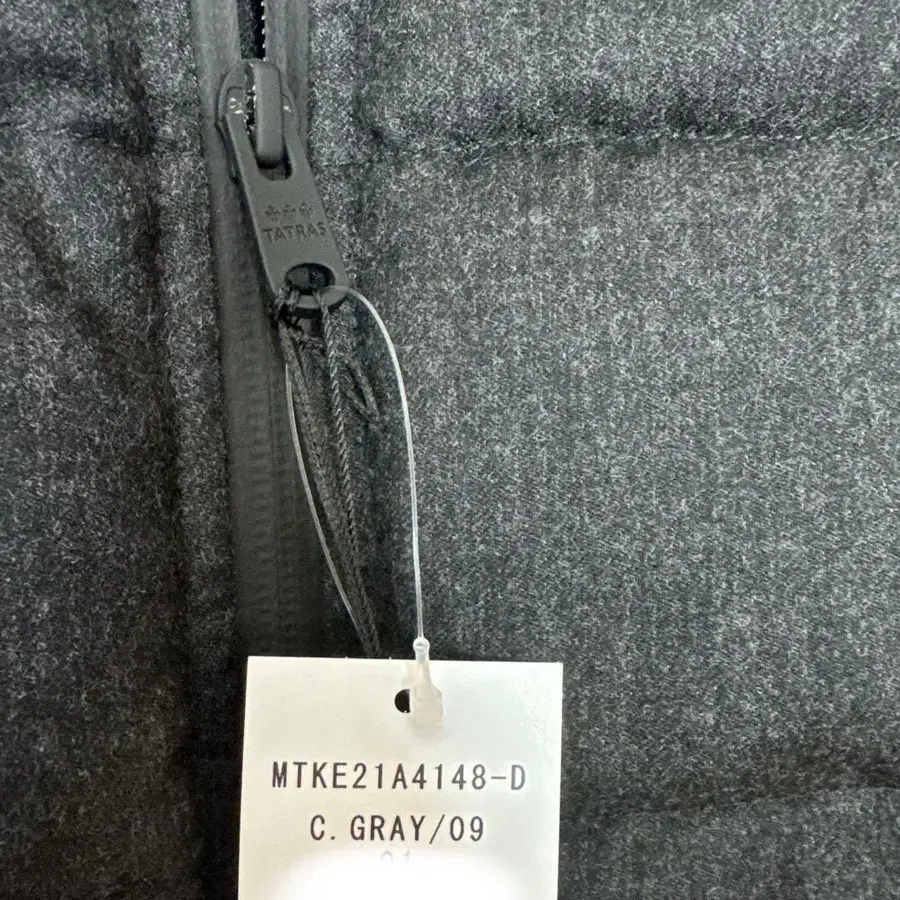 TATRAS
MTKE21A4148-D
C. GRAY/09